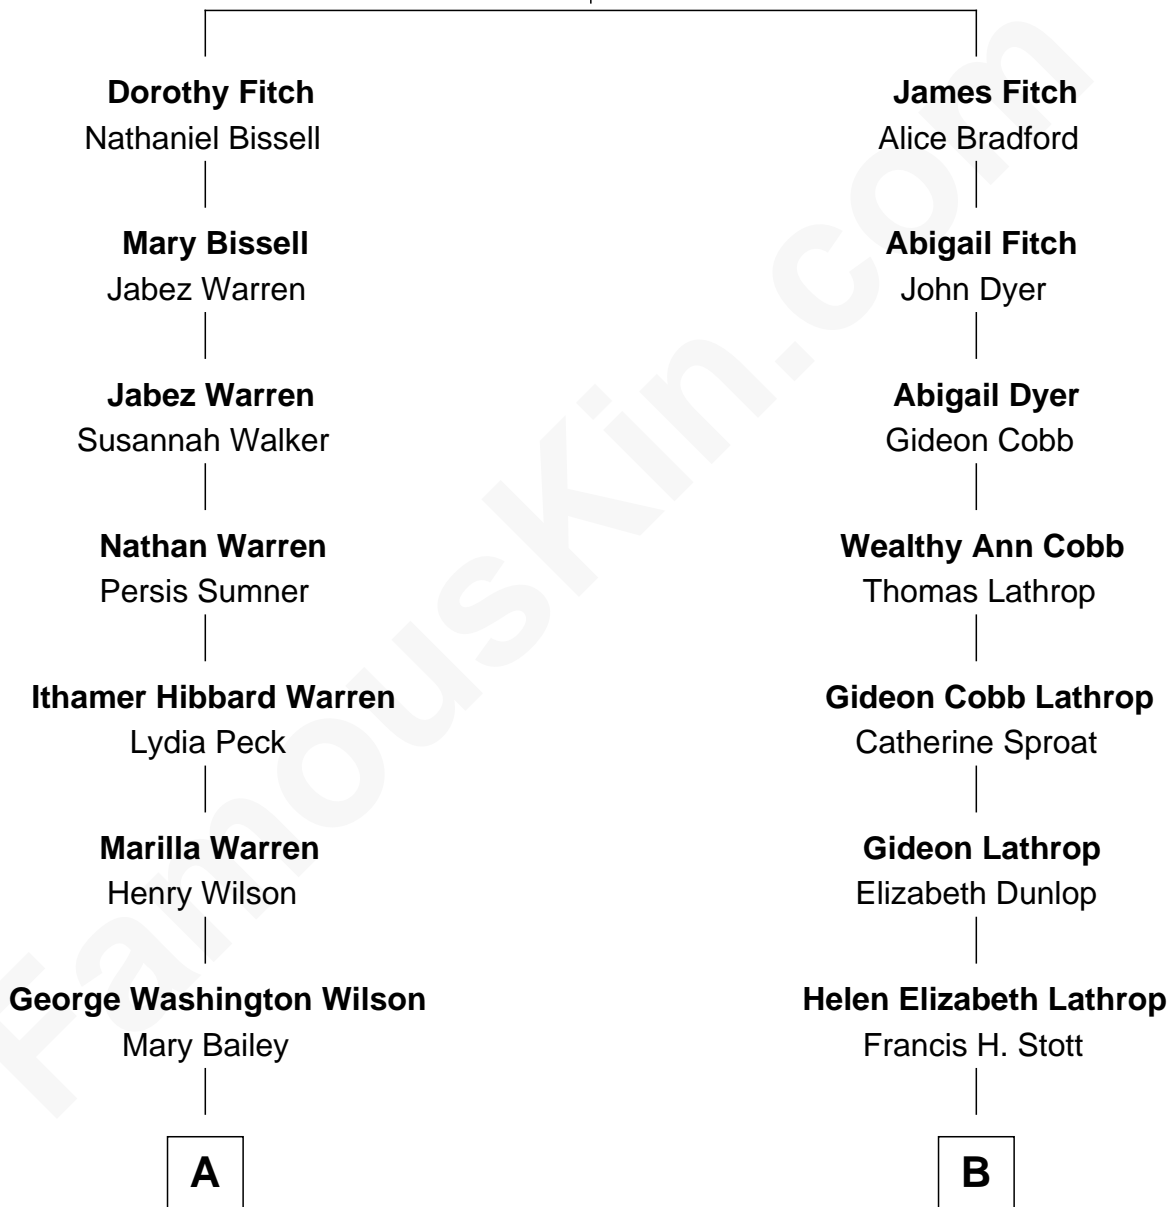 Dorothy Fitch
Nathaniel Bissell
Mary Bissell
Jabez Warren
Jabez Warren
Susannah Walker
Nathan Warren
Persis Sumner
Ithamer Hibbard Warren
Lydia Peck
Marilla Warren
Henry Wilson
George Washington Wilson
Mary Bailey
A
James Fitch
Alice Bradford
Abigail Fitch
John Dyer
Abigail Dyer
Gideon Cobb
Wealthy Ann Cobb
Thomas Lathrop
Gideon Cobb Lathrop
Catherine Sproat
Gideon Lathrop
Elizabeth Dunlop
Helen Elizabeth Lathrop
Francis H. Stott
B
FamousKin.com